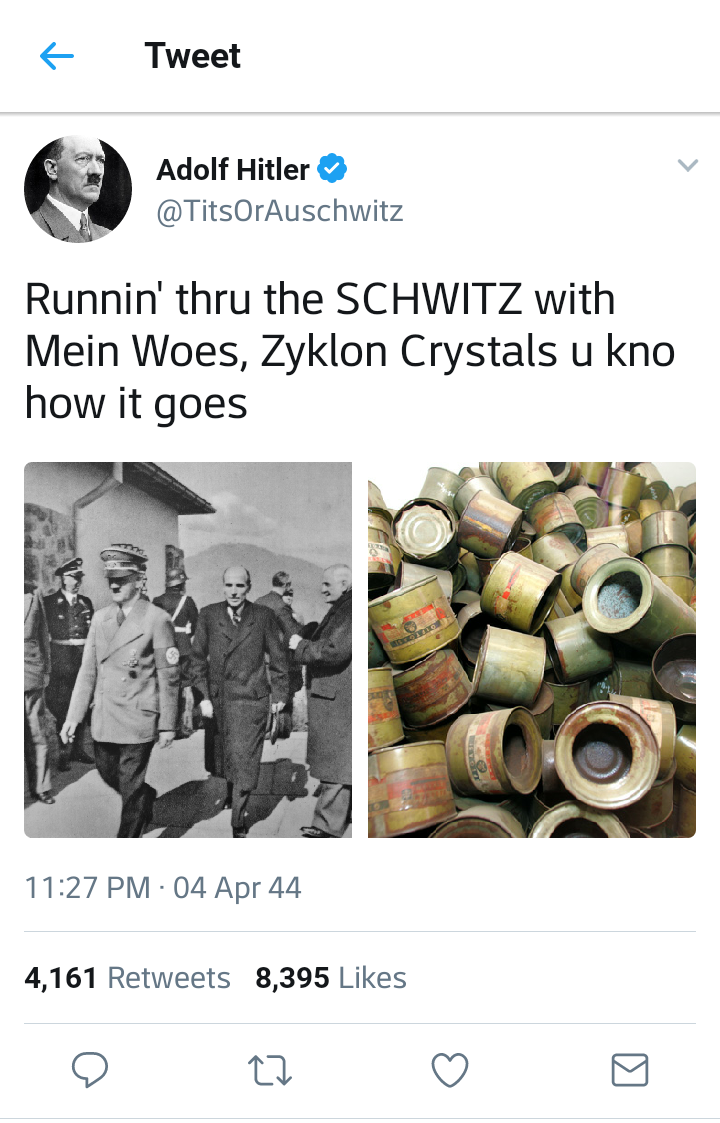 Tweet
Adolf Hitler
@TitsOrAuschwitz
Runnin' thru the SCHWITZ with
Mein Woes, Zyklon Crystals u kno
how it goes
11:27 PM · 04 Apr 44
4,161 Retweets 8,395 Likes